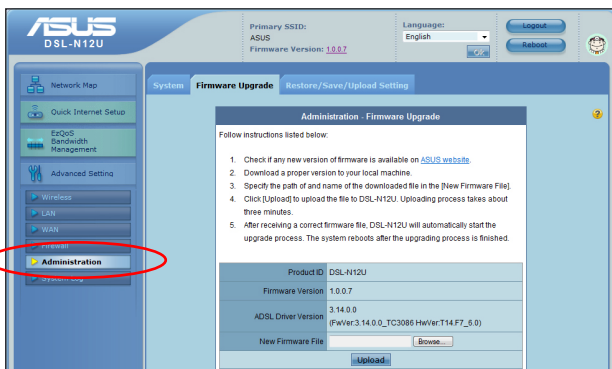 ASUS
DSL-N12U
Primary SSID:
ASUS
Firmware Version: 1.0.0.7
Language:
English
OK
Logout
Reboot
Network Map
Quick Internet Setup
EzQoS
Bandwidth
Management
Advanced Setting
Wireless
LAN
WAN
Firewall
Administration
System Log
System
Firmware Upgrade
Restore/Save/Upload Setting
Administration - Firmware Upgrade
Follow instructions listed below:
1. Check if any new version of firmware is available on ASUS website.
2. Download a proper version to your local machine.
3. Specify the path of and name of the downloaded file in the [New Firmware File].
4. Click [Upload] to upload the file to DSL-N12U. Uploading process takes about
three minutes.
5. After receiving a correct firmware file, DSL-N12U will automatically start the
upgrade process. The system reboots after the upgrading process is finished.
Product ID DSL-N12U
Firmware Version 1.0.0.7
ADSL Driver Version 3.14.0.0
(FwVer:3.14.0.0_TC3086 HwVer:T14.F7_6.0)
New Firmware File Browse...
Upload